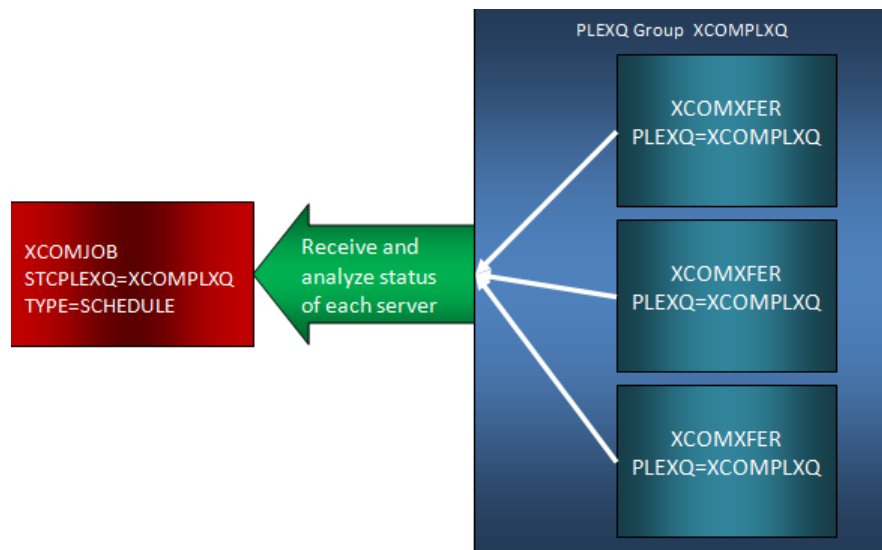 PLEXQ Group XCOMPLXQ
XCOMXFER
PLEXQ=XCOMPLXQ
XCOMJOB
STCPLEXQ=XCOMPLXQ
TYPE=SCHEDULE
Receive and
analyze status
of each server
XCOMXFER
PLEXQ=XCOMPLXQ
XCOMXFER
PLEXQ=XCOMPLXQ